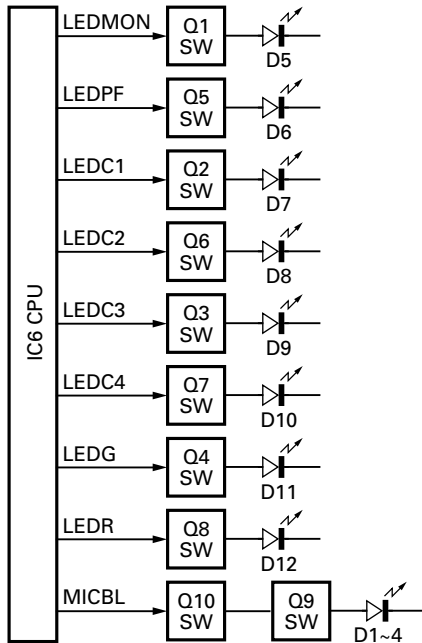 LEDMON
Q1
SW
D5
LEDPF
Q5
SW
D6
LEDC1
Q2
SW
D7
LEDC2
Q6
SW
D8
IC6 CPU
LEDC3
Q3
SW
D9
LEDC4
Q7
SW
D10
LEDG
Q4
SW
D11
LEDR
Q8
SW
D12
MICBL
Q10
SW
Q9
SW
D1~4